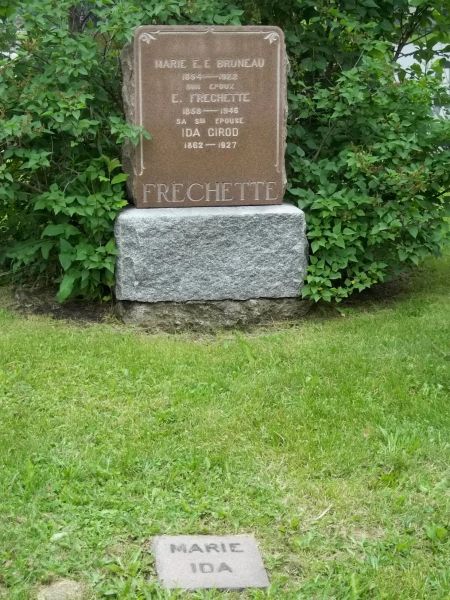 MARIE E. E BRUNEAU
1854 — 1922
SON EPOUX
E. FRECHETTE
1858 — 1946
SA 2ME EPOUSE
IDA GIROD
1862 — 1927
FRECHETTE
MARIE
IDA